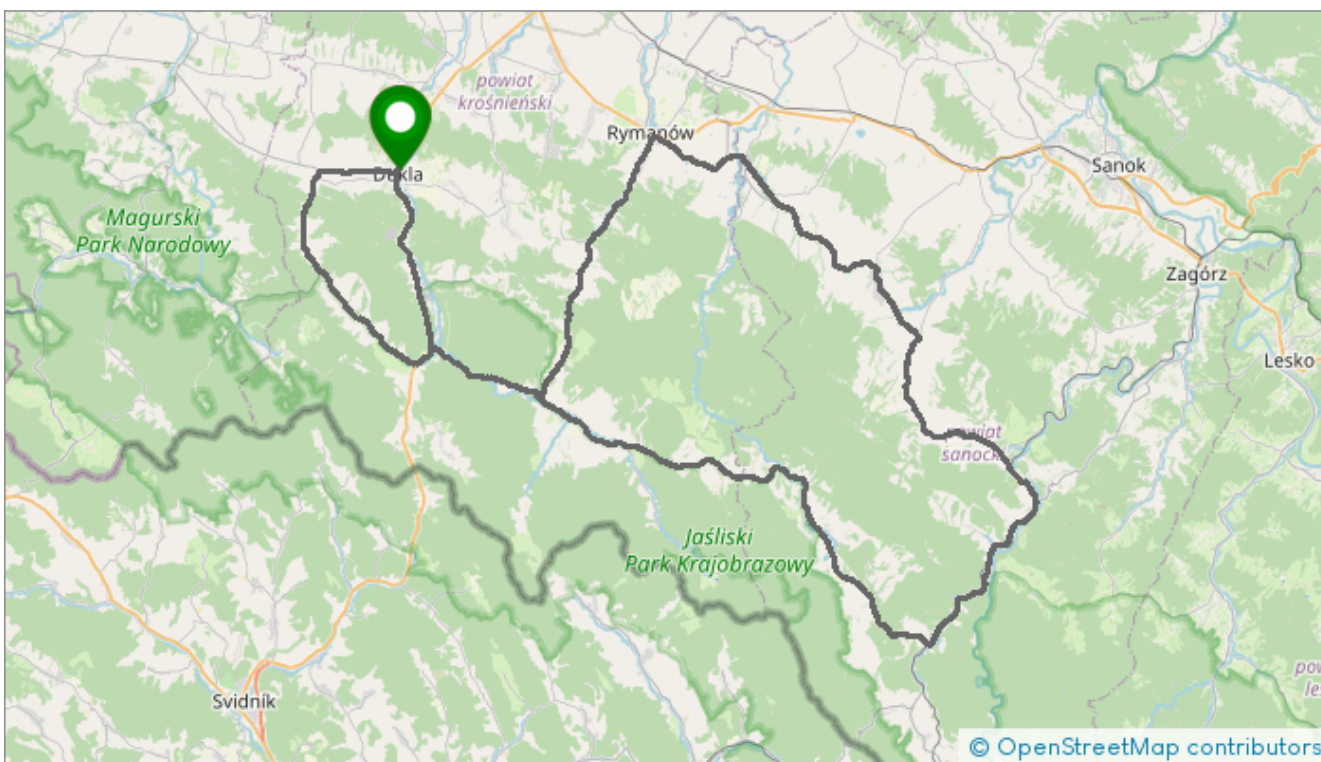 powiat
krośnieński
Rymanów
Sanok
Dukla
Magurski
Park Narodowy
Zagórz
Lesko
powiat
sanocki
Jaśliski
Park Krajobrazowy
Svidník
© OpenStreetMap contributors